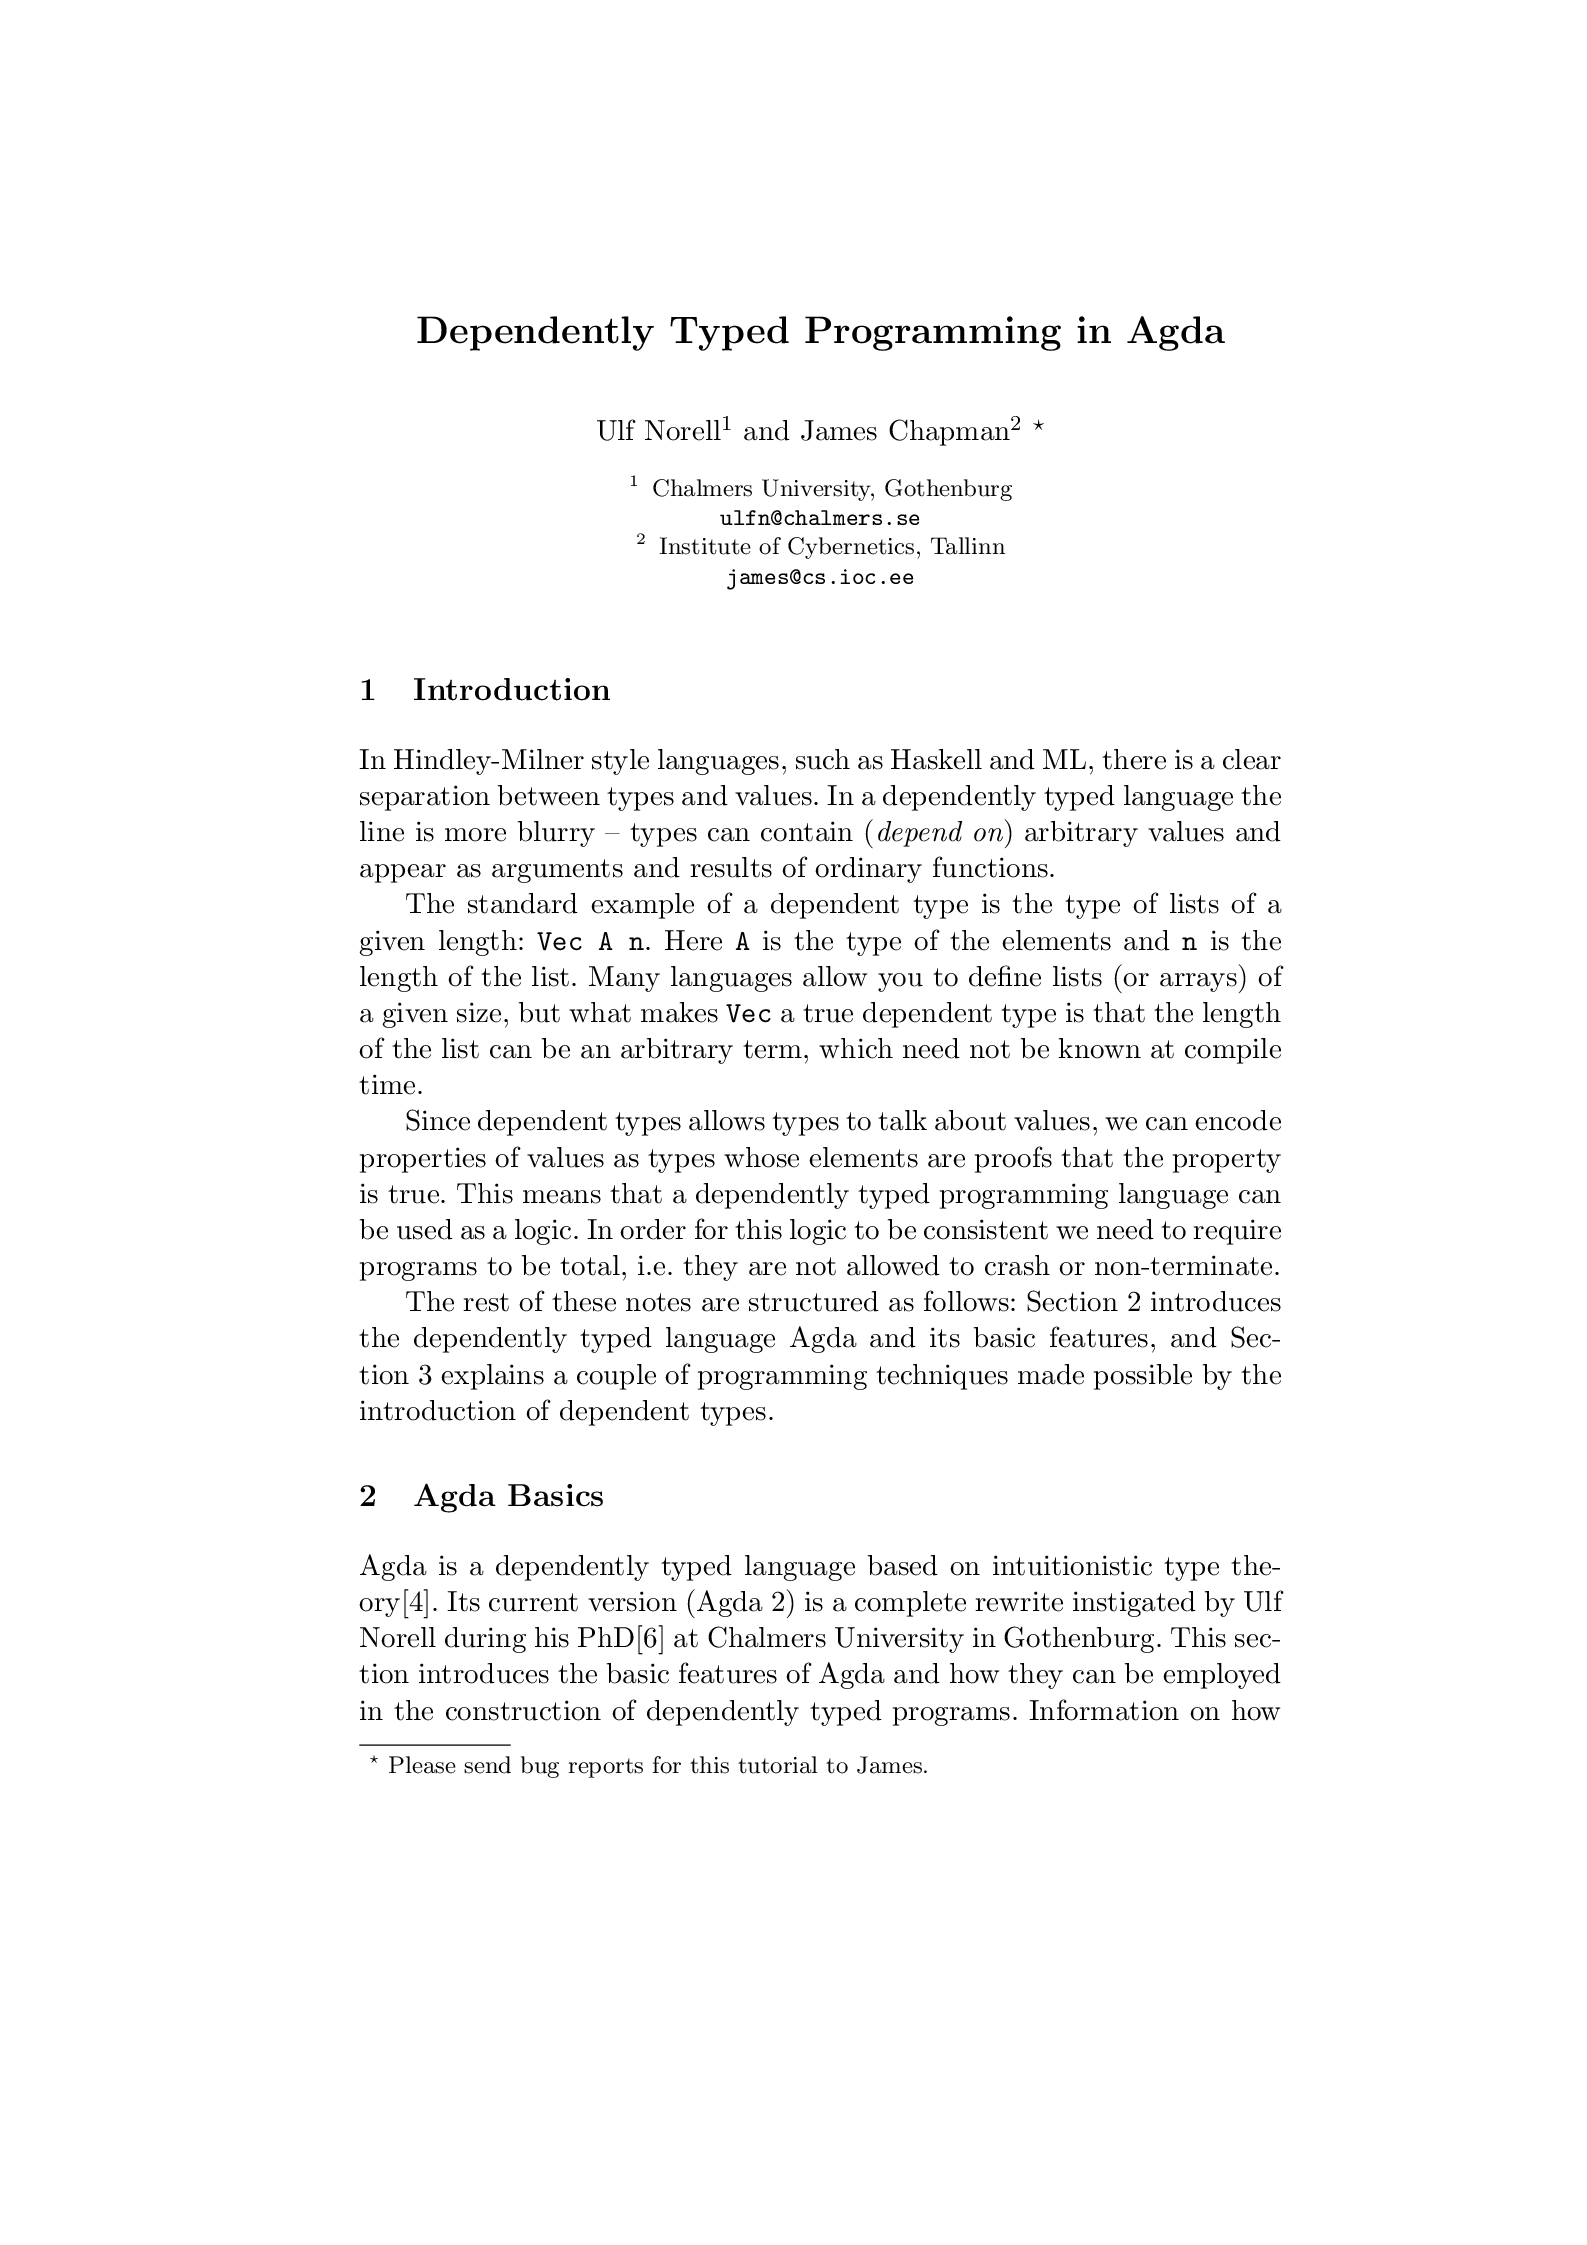 Dependently Typed Programming in Agda
Ulf Norell1 and James Chapman2 ⋆
1 Chalmers University, Gothenburg
ulfn@chalmers.se
2 Institute of Cybernetics, Tallinn
james@cs.ioc.ee
1 Introduction
In Hindley-Milner style languages, such as Haskell and ML, there is a clear
separation between types and values. In a dependently typed language the
line is more blurry – types can contain (depend on) arbitrary values and
appear as arguments and results of ordinary functions.
The standard example of a dependent type is the type of lists of a
given length: Vec A n. Here A is the type of the elements and n is the
length of the list. Many languages allow you to define lists (or arrays) of
a given size, but what makes Vec a true dependent type is that the length
of the list can be an arbitrary term, which need not be known at compile
time.
Since dependent types allows types to talk about values, we can encode
properties of values as types whose elements are proofs that the property
is true. This means that a dependently typed programming language can
be used as a logic. In order for this logic to be consistent we need to require
programs to be total, i.e. they are not allowed to crash or non-terminate.
The rest of these notes are structured as follows: Section 2 introduces
the dependently typed language Agda and its basic features, and Sec-
tion 3 explains a couple of programming techniques made possible by the
introduction of dependent types.
2 Agda Basics
Agda is a dependently typed language based on intuitionistic type the-
ory[4]. Its current version (Agda 2) is a complete rewrite instigated by Ulf
Norell during his PhD[6] at Chalmers University in Gothenburg. This sec-
tion introduces the basic features of Agda and how they can be employed
in the construction of dependently typed programs. Information on how
⋆ Please send bug reports for this tutorial to James.